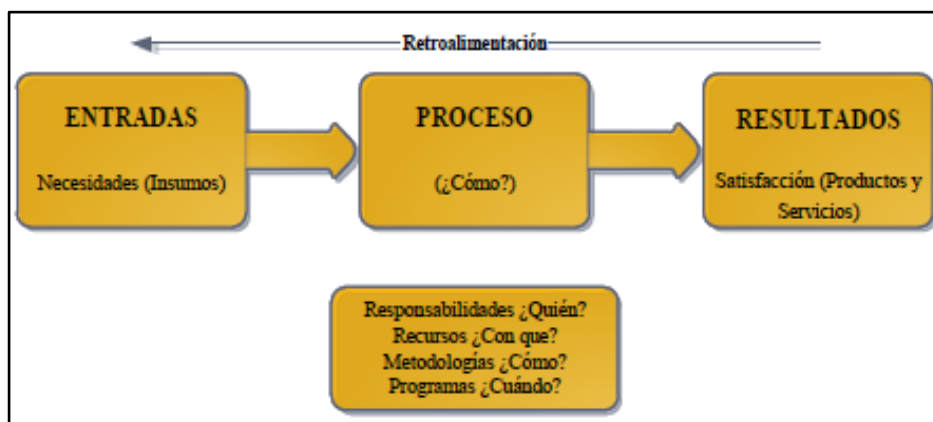 Retroalimentación
ENTRADAS
Necesidades (Insumos)
PROCESO
(¿Cómo?)
RESULTADOS
Satisfacción (Productos y
Servicios)
Responsabilidades ¿Quién?
Recursos ¿Con que?
Metodologías ¿Cómo?
Programas ¿Cuándo?